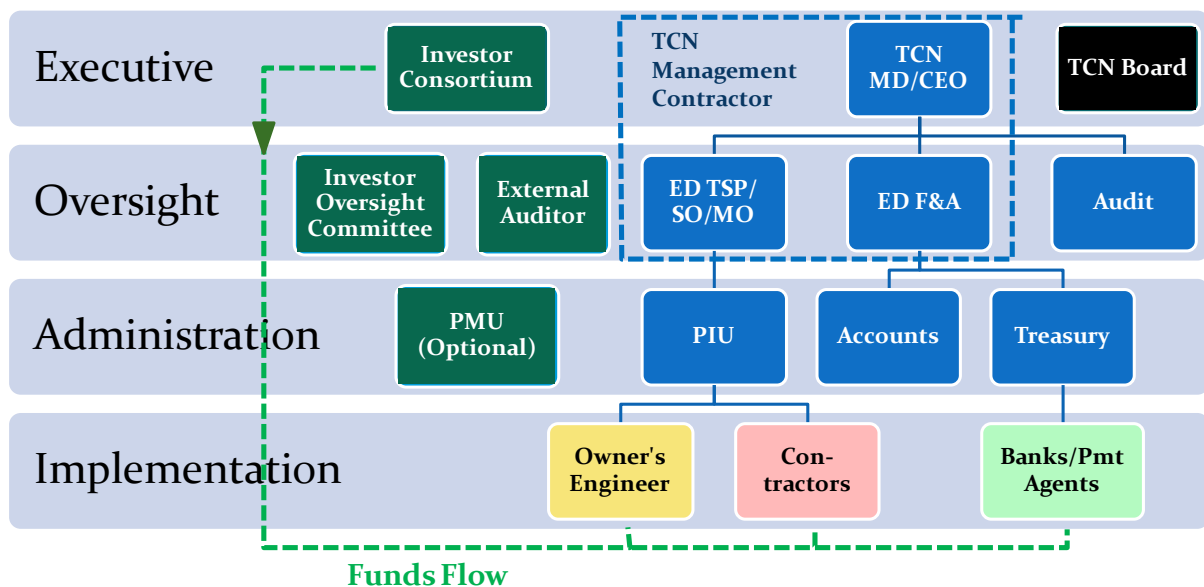 Executive
Investor
Consortium
TCN
Management
Contractor
TCN
MD/CEO
TCN Board
Oversight
Investor
Oversight
Committee
External
Auditor
ED TSP/
SO/MO
ED F&A
Audit
Administration
PMU
(Optional)
PIU
Accounts
Treasury
Implementation
Owner's
Engineer
Con-
tractors
Banks/Pmt
Agents
Funds Flow